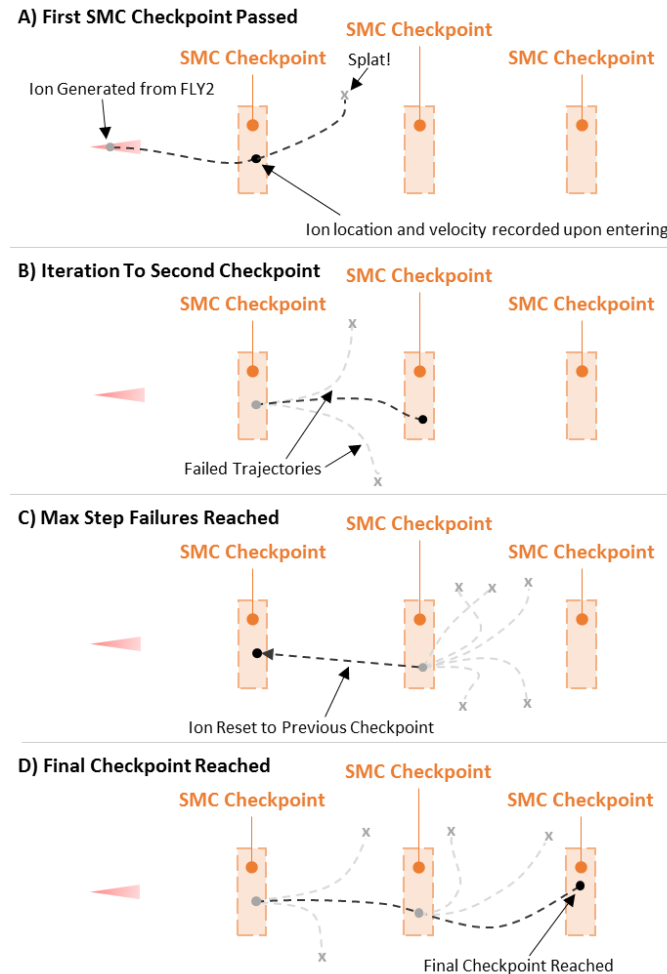 A) First SMC Checkpoint Passed
SMC Checkpoint
SMC Checkpoint
SMC Checkpoint
Splat!
Ion Generated from FLY2
Ion location and velocity recorded upon entering
B) Iteration To Second Checkpoint
SMC Checkpoint
SMC Checkpoint
SMC Checkpoint
x
Failed Trajectories
x
C) Max Step Failures Reached
SMC Checkpoint
SMC Checkpoint
SMC Checkpoint
x x x
Ion Reset to Previous Checkpoint
x x
D) Final Checkpoint Reached
SMC Checkpoint
SMC Checkpoint
SMC Checkpoint
x x x
x
Final Checkpoint Reached